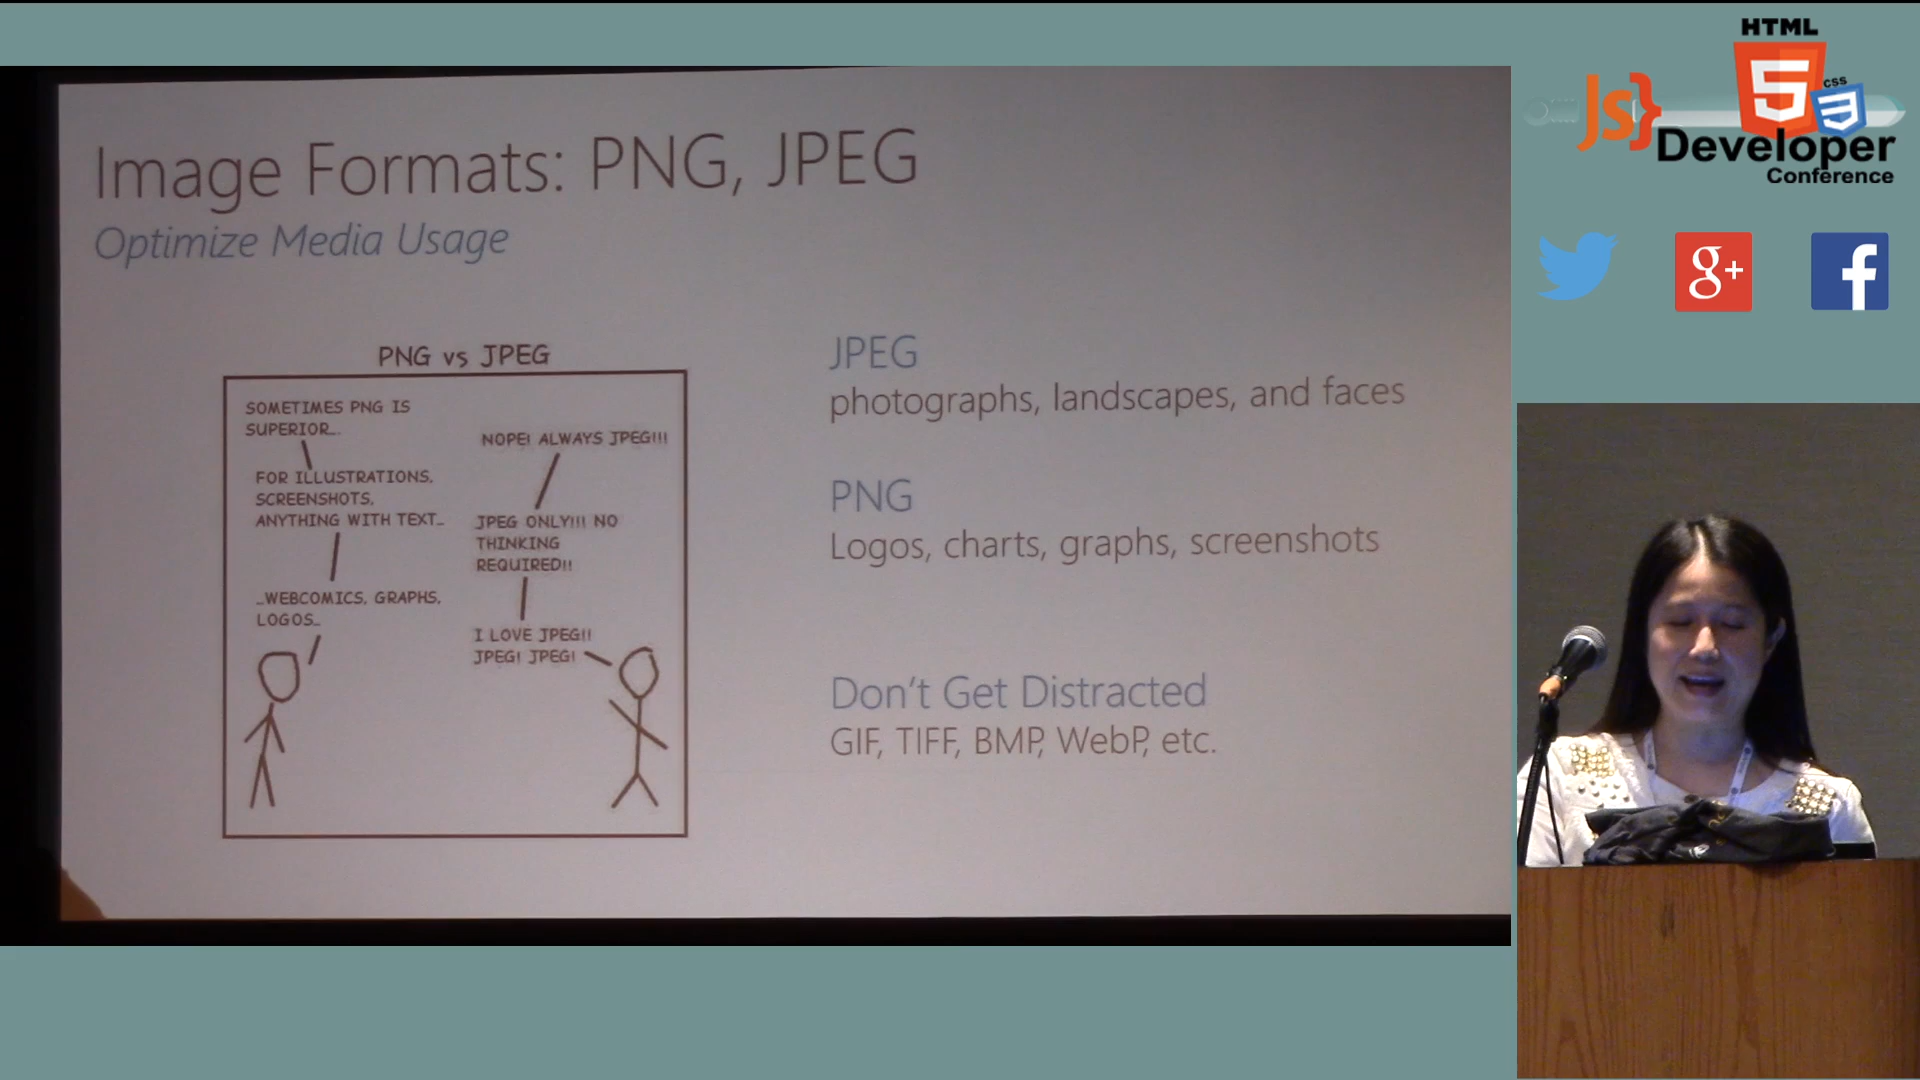 Image Formats: PNG, JPEG
Optimize Media Usage
PNG vs JPEG
SOMETIMES PNG IS
SUPERIOR...
FOR ILLUSTRATIONS,
SCREENSHOTS,
ANYTHING WITH TEXT...
...WEBCOMICS, GRAPHS,
LOGOS...
NOPE! ALWAYS JPEG!!!
JPEG ONLY!!! NO
THINKING
REQUIRED!!
I LOVE JPEG!!
JPEG! JPEG!
JPEG
photographs, landscapes, and faces
PNG
Logos, charts, graphs, screenshots
Don't Get Distracted
GIF, TIFF, BMP, WebP, etc.
HTML
5
CSS
3
JS}
Developer
Conference
g+
f